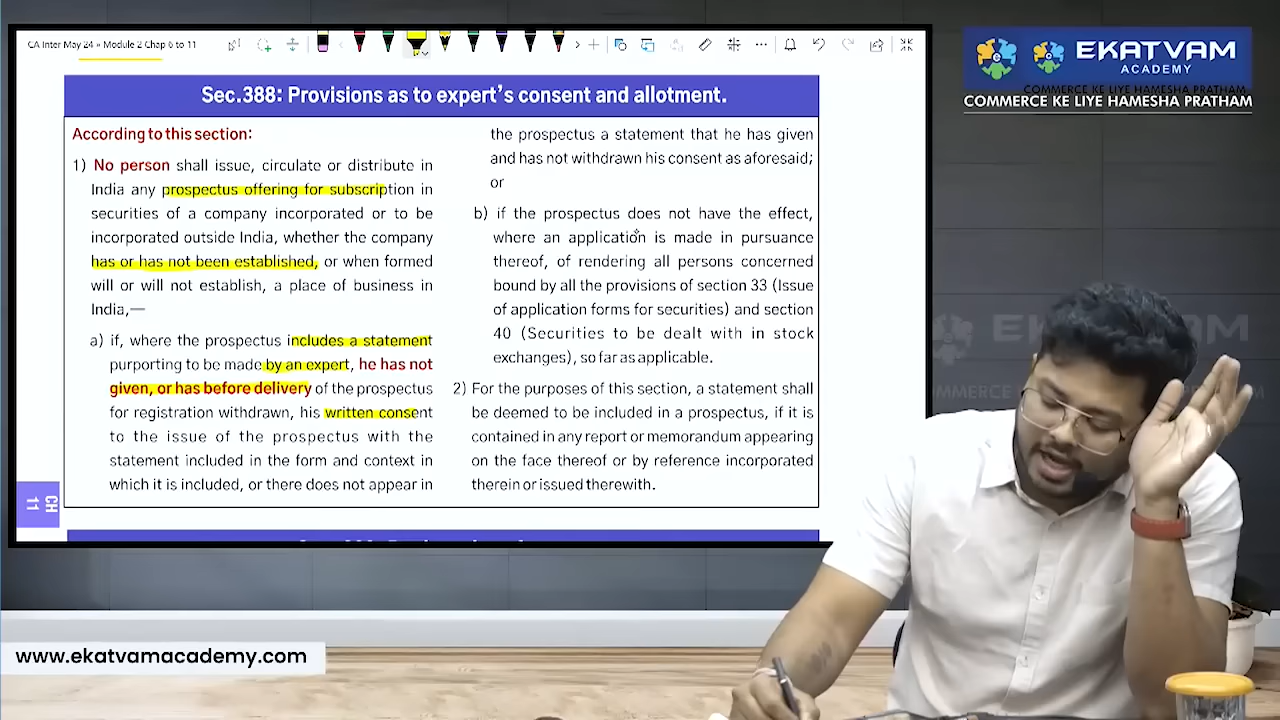 CA Inter May 24 » Module 2 Chap 6 to 11
EKATVAM
ACADEMY
COMMERCE KE LIYE HAMESHA PRATHAM
COMMERCE KE LIYE HAMESHA PRATHAM
Sec.388: Provisions as to expert's consent and allotment.
According to this section:
1) No person shall issue, circulate or distribute in
India any prospectus offering for subscription in
securities of a company incorporated or to be
incorporated outside India, whether the company
has or has not been established, or when formed
will or will not establish, a place of business in
India,—
a) if, where the prospectus includes a statement
purporting to be made by an expert, he has not
given, or has before delivery of the prospectus
for registration withdrawn, his written consent
to the issue of the prospectus with the
statement included in the form and context in
which it is included, or there does not appear in
the prospectus a statement that he has given
and has not withdrawn his consent as aforesaid;
or
b) if the prospectus does not have the effect,
where an application is made in pursuance
thereof, of rendering all persons concerned
bound by all the provisions of section 33 (Issue
of application forms for securities) and section
40 (Securities to be dealt with in stock
exchanges), so far as applicable.
2) For the purposes of this section, a statement shall
be deemed to be included in a prospectus, if it is
contained in any report or memorandum appearing
on the face thereof or by reference incorporated
therein or issued therewith.
CH
11
www.ekatvamacademy.com